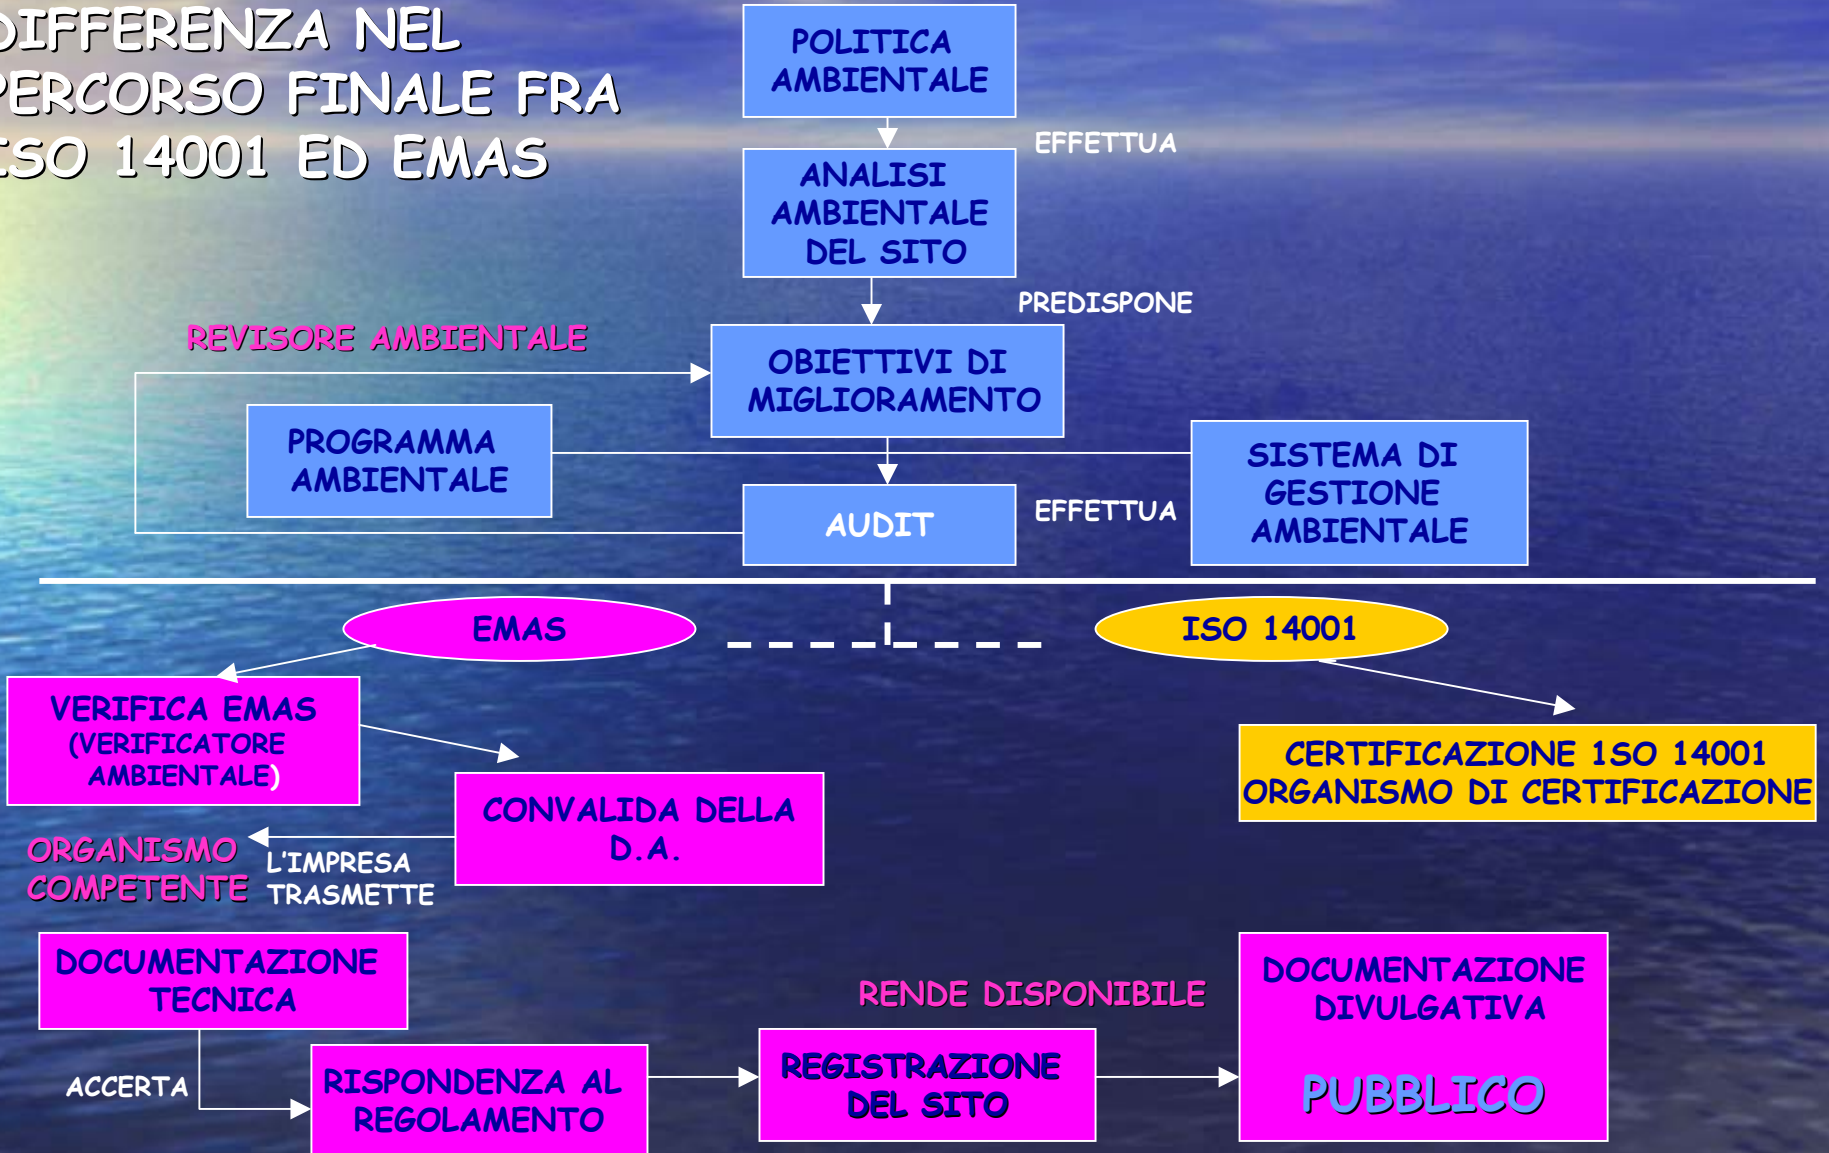 DIFFERENZA NEL
PERCORSO FINALE FRA
ISO 14001 ED EMAS
POLITICA
AMBIENTALE
EFFETTUA
ANALISI
AMBIENTALE
DEL SITO
PREDISPONE
REVISORE AMBIENTALE
OBIETTIVI DI
MIGLIORAMENTO
PROGRAMMA
AMBIENTALE
SISTEMA DI
GESTIONE
AMBIENTALE
AUDIT
EFFETTUA
EMAS
ISO 14001
VERIFICA EMAS
(VERIFICATORE
AMBIENTALE)
CERTIFICAZIONE 1SO 14001
ORGANISMO DI CERTIFICAZIONE
CONVALIDA DELLA
D.A.
ORGANISMO
COMPETENTE
L'IMPRESA
TRASMETTE
DOCUMENTAZIONE
TECNICA
ACCERTA
RISPONDENZA AL
REGOLAMENTO
REGISTRAZIONE
DEL SITO
RENDE DISPONIBILE
DOCUMENTAZIONE
DIVULGATIVA
PUBBLICO